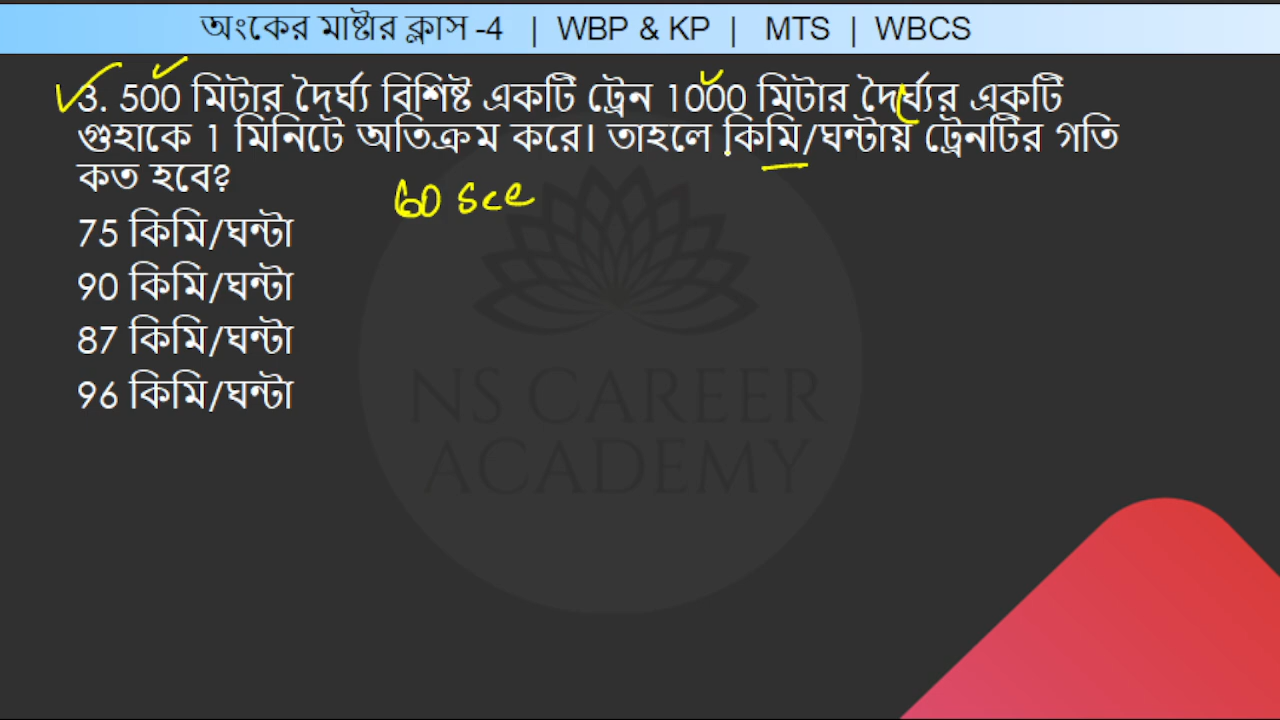 অংকের মাষ্টার ক্লাস -4 | WBP & KP | MTS | WBCS
3. 500 মিটার দৈর্ঘ্য বিশিষ্ট একটি ট্রেন 1000 মিটার দৈর্ঘ্যের একটি
গুহাকে 1 মিনিটে অতিক্রম করে। তাহলে কিমি/ঘন্টায় ট্রেনটির গতি
কত হবে?
60 sce
75 কিমি/ঘন্টা
90 কিমি/ঘন্টা
87 কিমি/ঘন্টা
96 কিমি/ঘন্টা
NS CAREER
ACADEMY